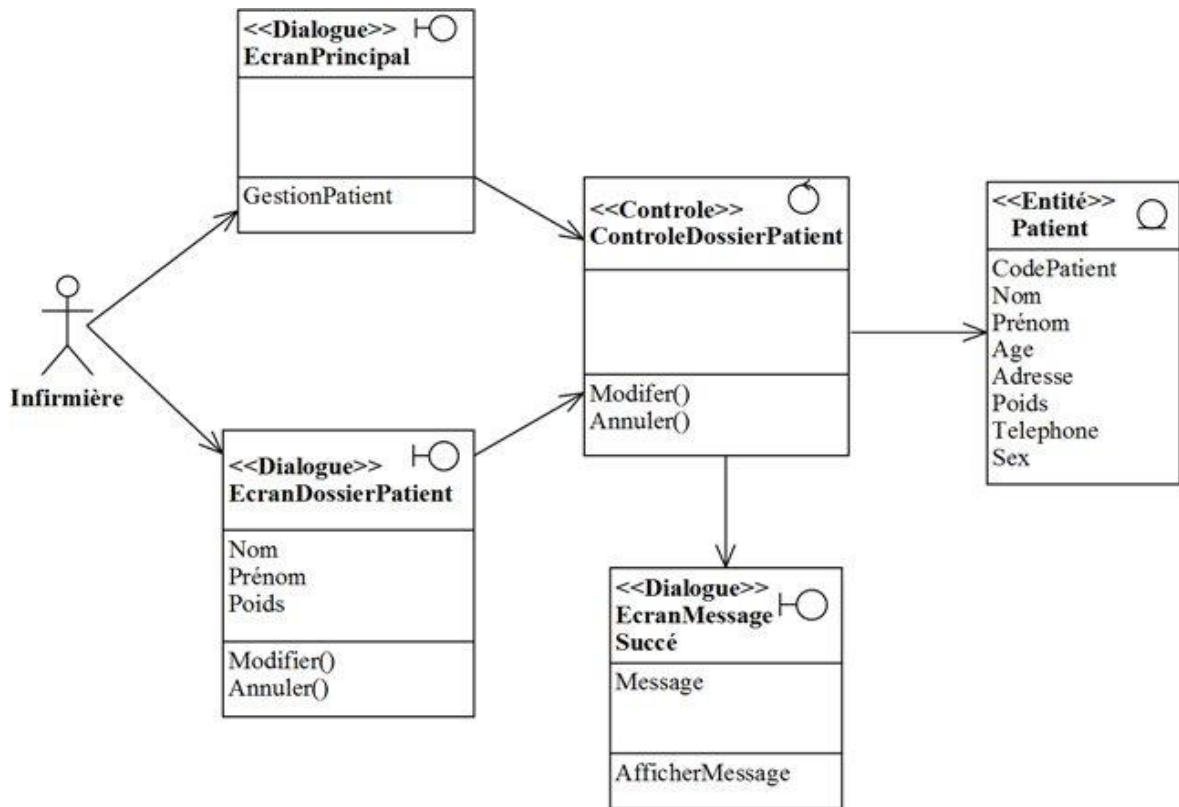 <<Dialogue>>
EcranPrincipal
GestionPatient
Infirmière
<<Dialogue>>
EcranDossierPatient
Nom
Prénom
Poids
Modifier()
Annuler()
<<Controle>>
ControleDossierPatient
Modifer()
Annuler()
<<Dialogue>>
EcranMessage
Succé
Message
AfficherMessage
<<Entité>>
Patient
CodePatient
Nom
Prénom
Age
Adresse
Poids
Telephone
Sex